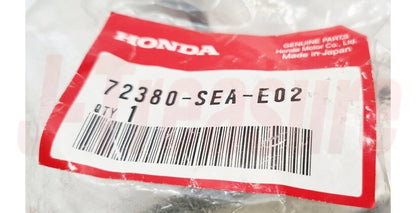 HONDA
GENUINE PARTS
Honda Motor Co., Ltd.
Made in Japan
72380-SEA-E02
QTY 1